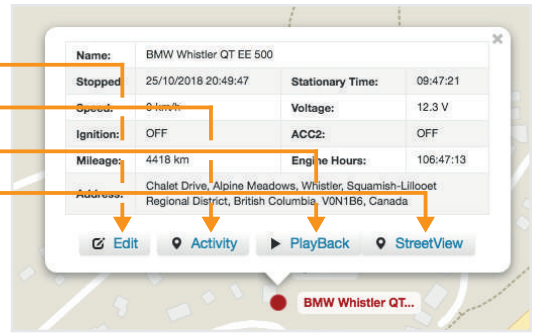 ×
Name: BMW Whistler QT EE 500
Stopped: 25/10/2018 20:49:47 Stationary Time: 09:47:21
Speed: 0 km/h Voltage: 12.3 V
Ignition: OFF ACC2: OFF
Mileage: 4418 km Engine Hours: 106:47:13
Address: Chalet Drive, Alpine Meadows, Whistler, Squamish-Lillooet
Regional District, British Columbia, V0N1B6, Canada
Edit Activity PlayBack StreetView
BMW Whistler QT...